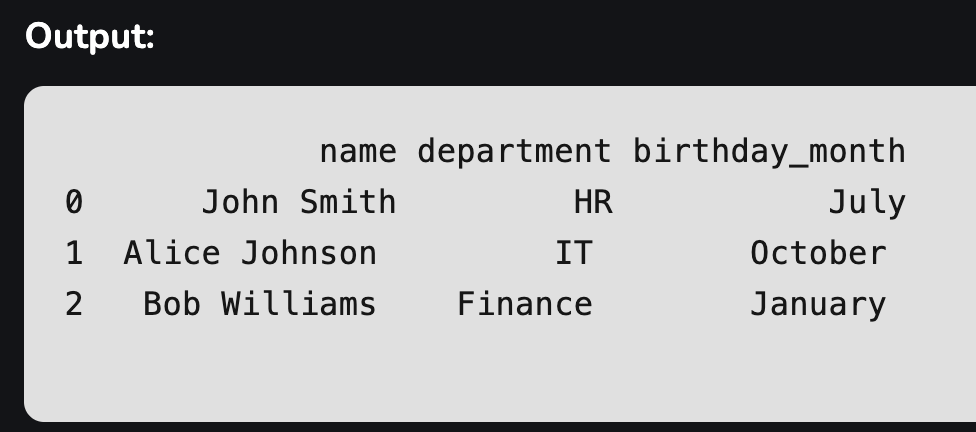 Output:
name department birthday_month
0 John Smith HR July
1 Alice Johnson IT October
2 Bob Williams Finance January